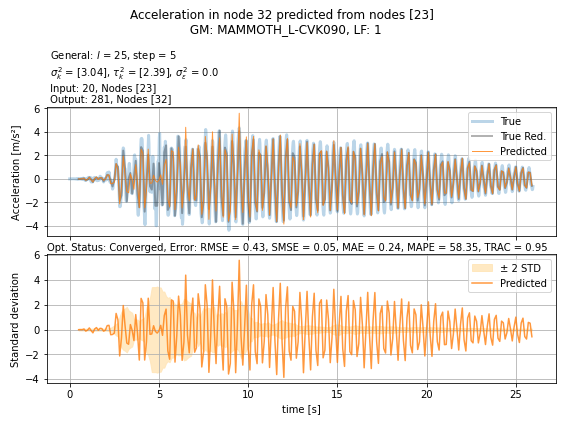 Acceleration in node 32 predicted from nodes [23]
GM: MAMMOTH_L-CVK090, LF: 1
General: l = 25, step = 5
σ²ₖ = [3.04], τ²ₖ = [2.39], σ²ε = 0.0
Input: 20, Nodes [23]
Output: 281, Nodes [32]
6
4
2
0
−2
−4
Acceleration [m/s²]
True
True Red.
Predicted
Opt. Status: Converged, Error: RMSE = 0.43, SMSE = 0.05, MAE = 0.24, MAPE = 58.35, TRAC = 0.95
6
4
2
0
−2
−4
Standard deviation
± 2 STD
Predicted
0 5 10 15 20 25
time [s]